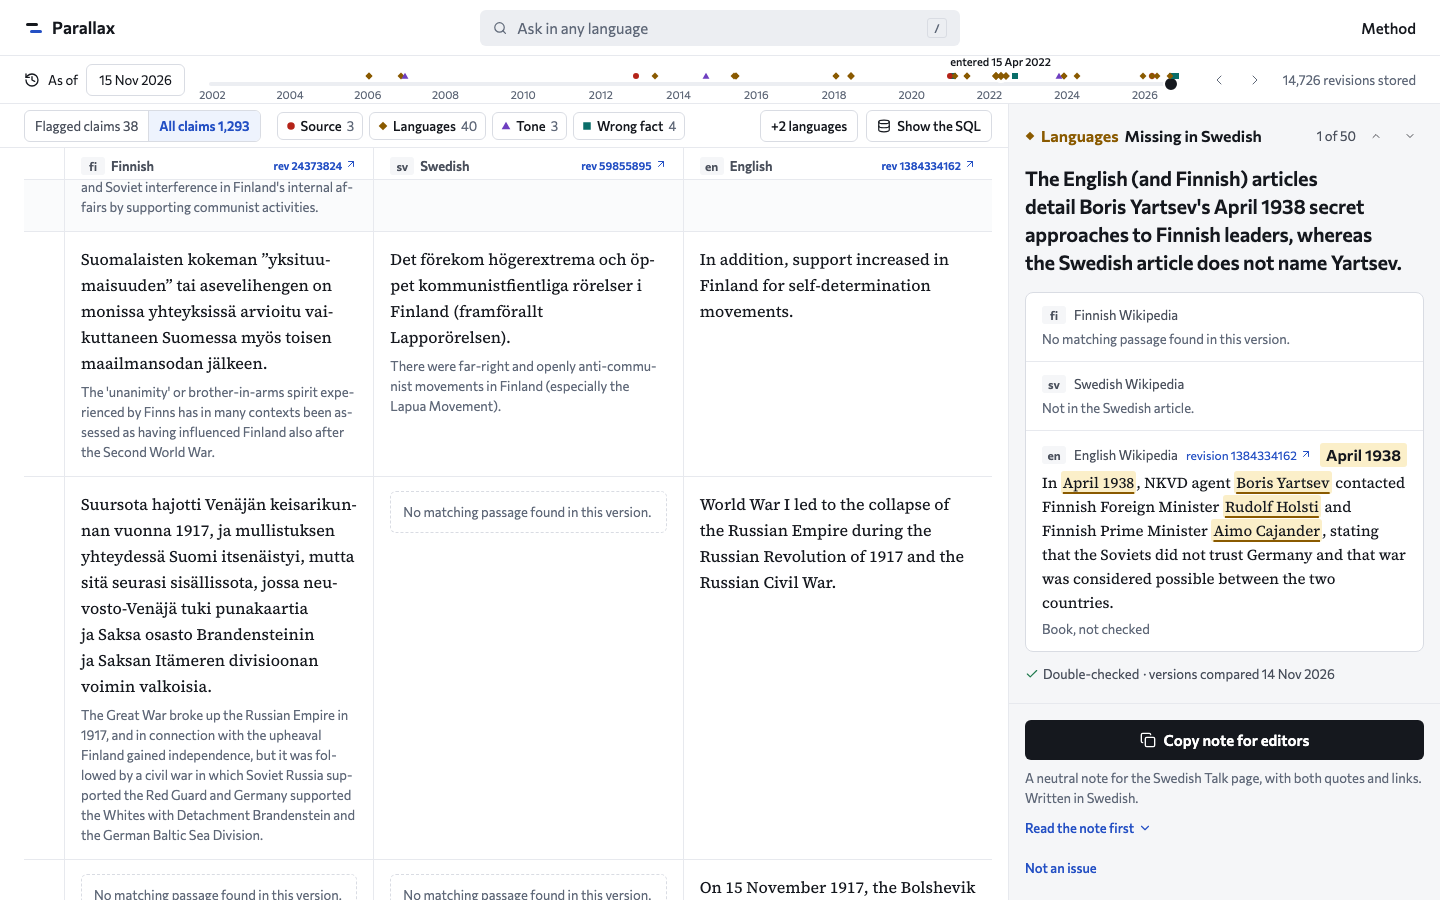 Parallax
Ask in any language
/
Method
As of
15 Nov 2026
entered 15 Apr 2022
2002
2004
2006
2008
2010
2012
2014
2016
2018
2020
2022
2024
2026
14,726 revisions stored
Flagged claims 38
All claims 1,293
Source 3
Languages 40
Tone 3
Wrong fact 4
+2 languages
Show the SQL
fi Finnish
rev 24373824
sv Swedish
rev 59855895
en English
rev 1384334162
and Soviet interference in Finland's internal af-
fairs by supporting communist activities.
Suomalaisten kokeman ”yksituu-
maisuuden” tai asevelihengen on
monissa yhteyksissä arvioitu vai-
kuttaneen Suomessa myös toisen
maailmansodan jälkeen.
The 'unanimity' or brother-in-arms spirit expe-
rienced by Finns has in many contexts been as-
sessed as having influenced Finland also after
the Second World War.
Det förekom högerextrema och öp-
pet kommunistfientliga rörelser i
Finland (framförallt
Lapporörelsen).
There were far-right and openly anti-commu-
nist movements in Finland (especially the
Lapua Movement).
In addition, support increased in
Finland for self-determination
movements.
Suursota hajotti Venäjän keisarikun-
nan vuonna 1917, ja mullistuksen
yhteydessä Suomi itsenäistyi, mutta
sitä seurasi sisällissota, jossa neu-
vosto-Venäjä tuki punakaartia
ja Saksa osasto Brandensteinin
ja Saksan Itämeren divisioonan
voimin valkoisia.
The Great War broke up the Russian Empire in
1917, and in connection with the upheaval
Finland gained independence, but it was fol-
lowed by a civil war in which Soviet Russia sup-
ported the Red Guard and Germany supported
the Whites with Detachment Brandenstein and
the German Baltic Sea Division.
No matching passage found in this version.
World War I led to the collapse of
the Russian Empire during the
Russian Revolution of 1917 and the
Russian Civil War.
No matching passage found in this version.
No matching passage found in this version.
On 15 November 1917, the Bolshevik
Languages Missing in Swedish
1 of 50
The English (and Finnish) articles
detail Boris Yartsev's April 1938 secret
approaches to Finnish leaders, whereas
the Swedish article does not name Yartsev.
fi Finnish Wikipedia
No matching passage found in this version.
sv Swedish Wikipedia
Not in the Swedish article.
en English Wikipedia revision 1384334162
April 1938
In April 1938, NKVD agent Boris Yartsev contacted
Finnish Foreign Minister Rudolf Holsti and
Finnish Prime Minister Aimo Cajander, stating
that the Soviets did not trust Germany and that war
was considered possible between the two
countries.
Book, not checked
Double-checked · versions compared 14 Nov 2026
Copy note for editors
A neutral note for the Swedish Talk page, with both quotes and links.
Written in Swedish.
Read the note first
Not an issue